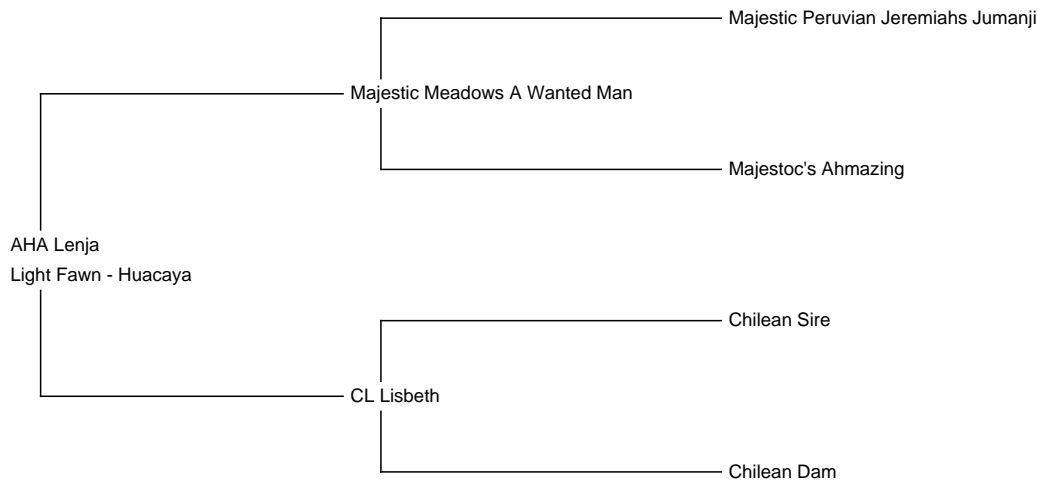 Majestic Peruvian Jeremiahs Jumanji
Majestic Meadows A Wanted Man
Majestoc's Ahmazing
AHA Lenja
Light Fawn - Huacaya
Chilean Sire
CL Lisbeth
Chilean Dam